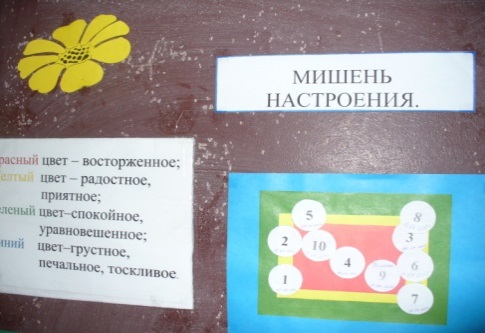 МИШЕНЬ
НАСТРОЕНИЯ.
расный цвет – восторженное;
елтый цвет – радостное,
приятное;
еленый цвет–спокойное,
уравновешенное;
иний цвет–грустное,
печальное, тоскливое.
5
8
2
10
3
4
6
1
9
7